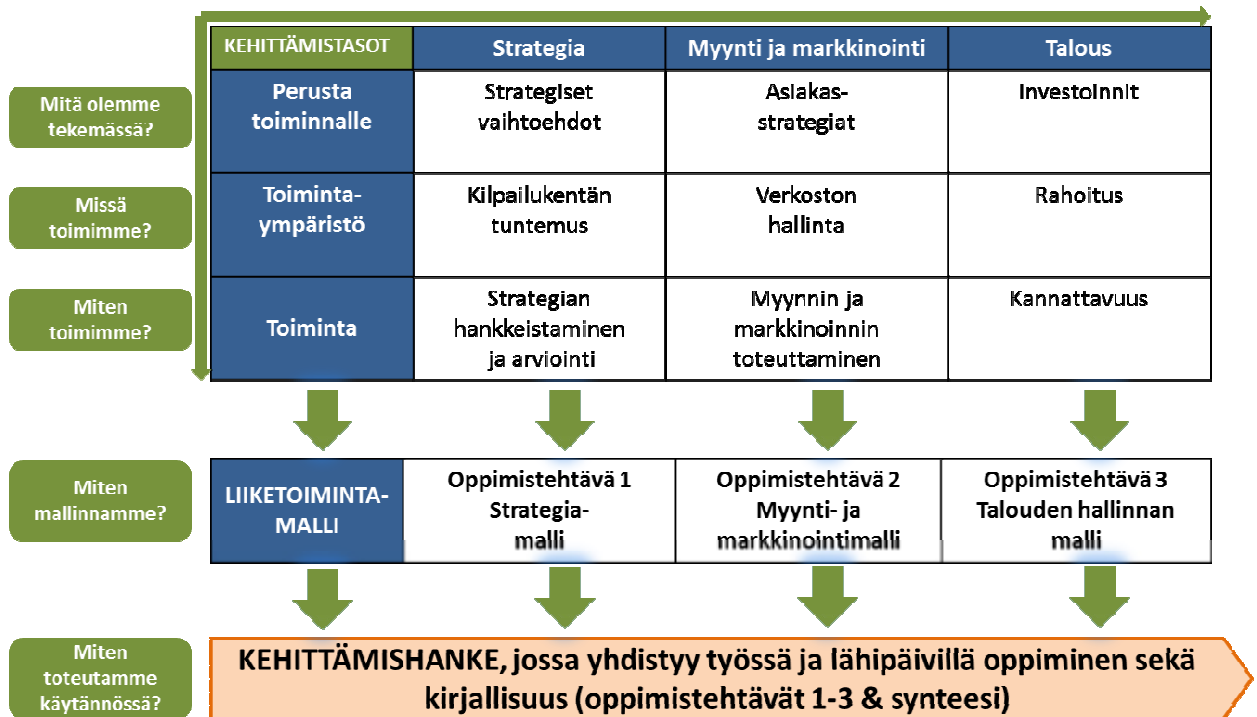 KEHITTÄMISTASOT
Strategia
Myynti ja markkinointi
Talous
Mitä olemme
tekemässä?
Perusta
toiminnalle
Strategiset
vaihtoehdot
Asiakas-
strategiat
Investoinnit
Missä
toimimme?
Toiminta-
ympäristö
Kilpailukentän
tuntemus
Verkoston
hallinta
Rahoitus
Miten
toimimme?
Toiminta
Strategian
hankkeistaminen
ja arviointi
Myynnin ja
markkinoinnin
toteuttaminen
Kannattavuus
Miten
mallinnamme?
LIIKETOIMINTA-
MALLI
Oppimistehtävä 1
Strategia-
malli
Oppimistehtävä 2
Myynti- ja
markkinointimalli
Oppimistehtävä 3
Talouden hallinnan
malli
Miten
toteutamme
käytännössä?
KEHITTÄMISHANKE, jossa yhdistyy työssä ja lähipäivillä oppiminen sekä
kirjallisuus (oppimistehtävät 1-3 & synteesi)